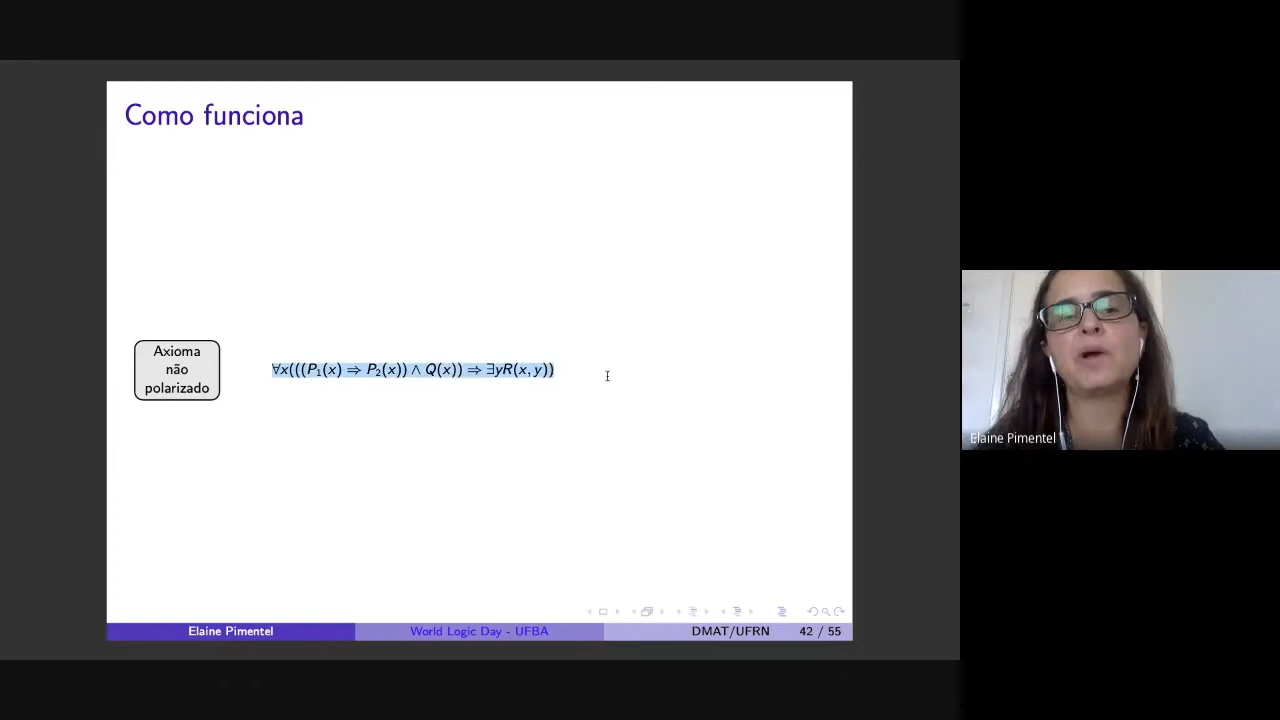 Como funciona
Axioma
não
polarizado
∀x(((P₁(x) ⇒ P₂(x)) ∧ Q(x)) ⇒ ∃yR(x, y))
Elaine Pimentel
World Logic Day - UFBA
DMAT/UFRN
42 / 55
Elaine Pimentel